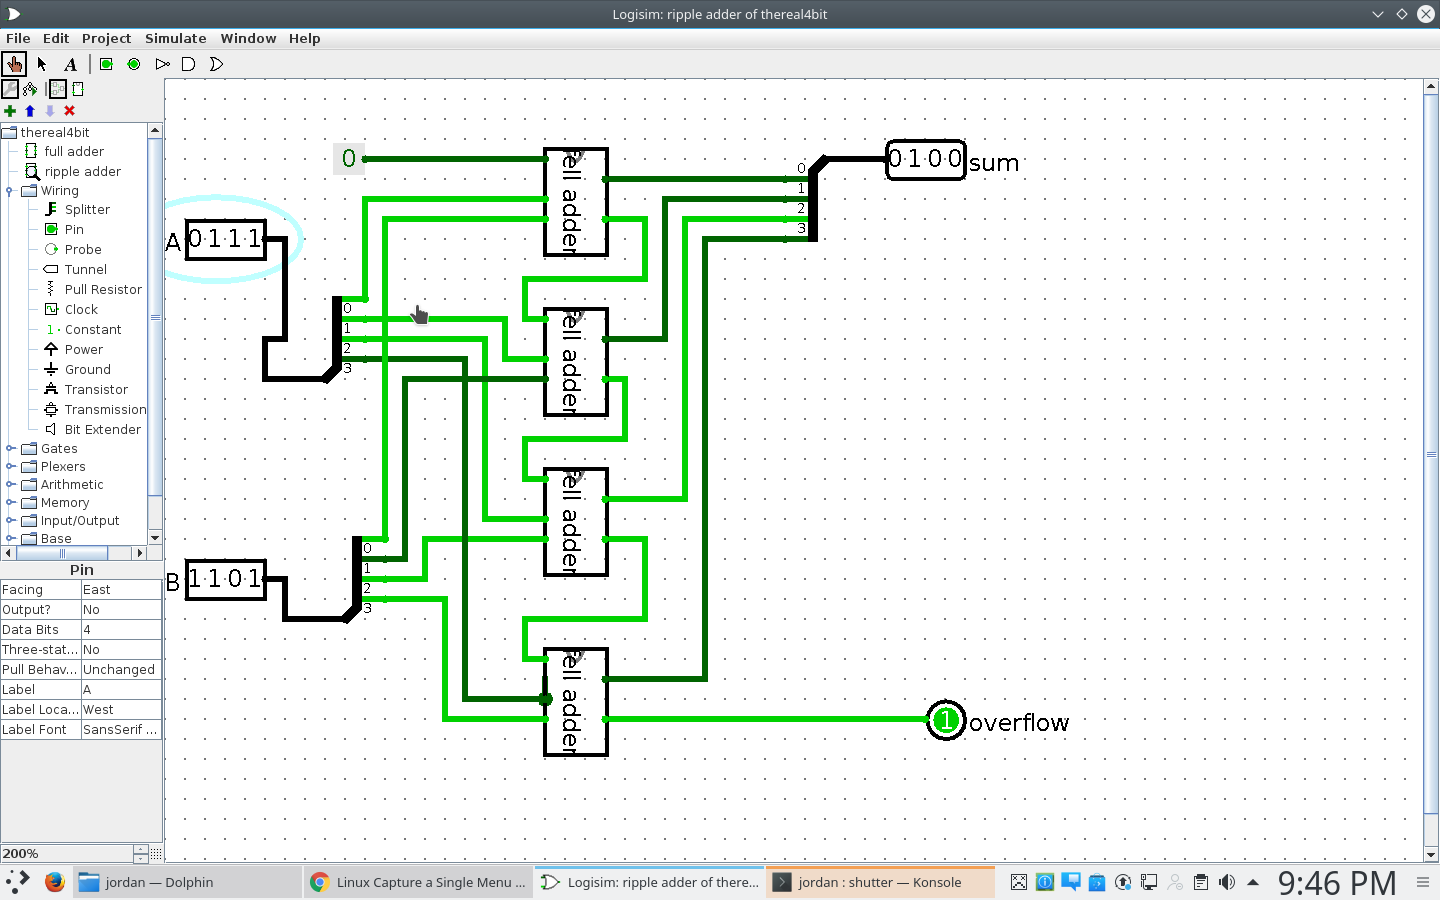 Logisim: ripple adder of thereal4bit
File Edit Project Simulate Window Help
A
thereal4bit
full adder
ripple adder
Wiring
Splitter
Pin
Probe
Tunnel
Pull Resistor
Clock
Constant
Power
Ground
Transistor
Transmission
Bit Extender
Gates
Plexers
Arithmetic
Memory
Input/Output
Base
Pin
Facing East
Output? No
Data Bits 4
Three-stat... No
Pull Behav... Unchanged
Label A
Label Loca... West
Label Font SansSerif ...
200%
0
A 0111
0
1
2
3
B 1101
0
1
2
3
fell adder
fell adder
fell adder
fell adder
0
1
2
3
0100 sum
1 overflow
jordan — Dolphin
Linux Capture a Single Menu ...
Logisim: ripple adder of there...
jordan : shutter — Konsole
9:46 PM